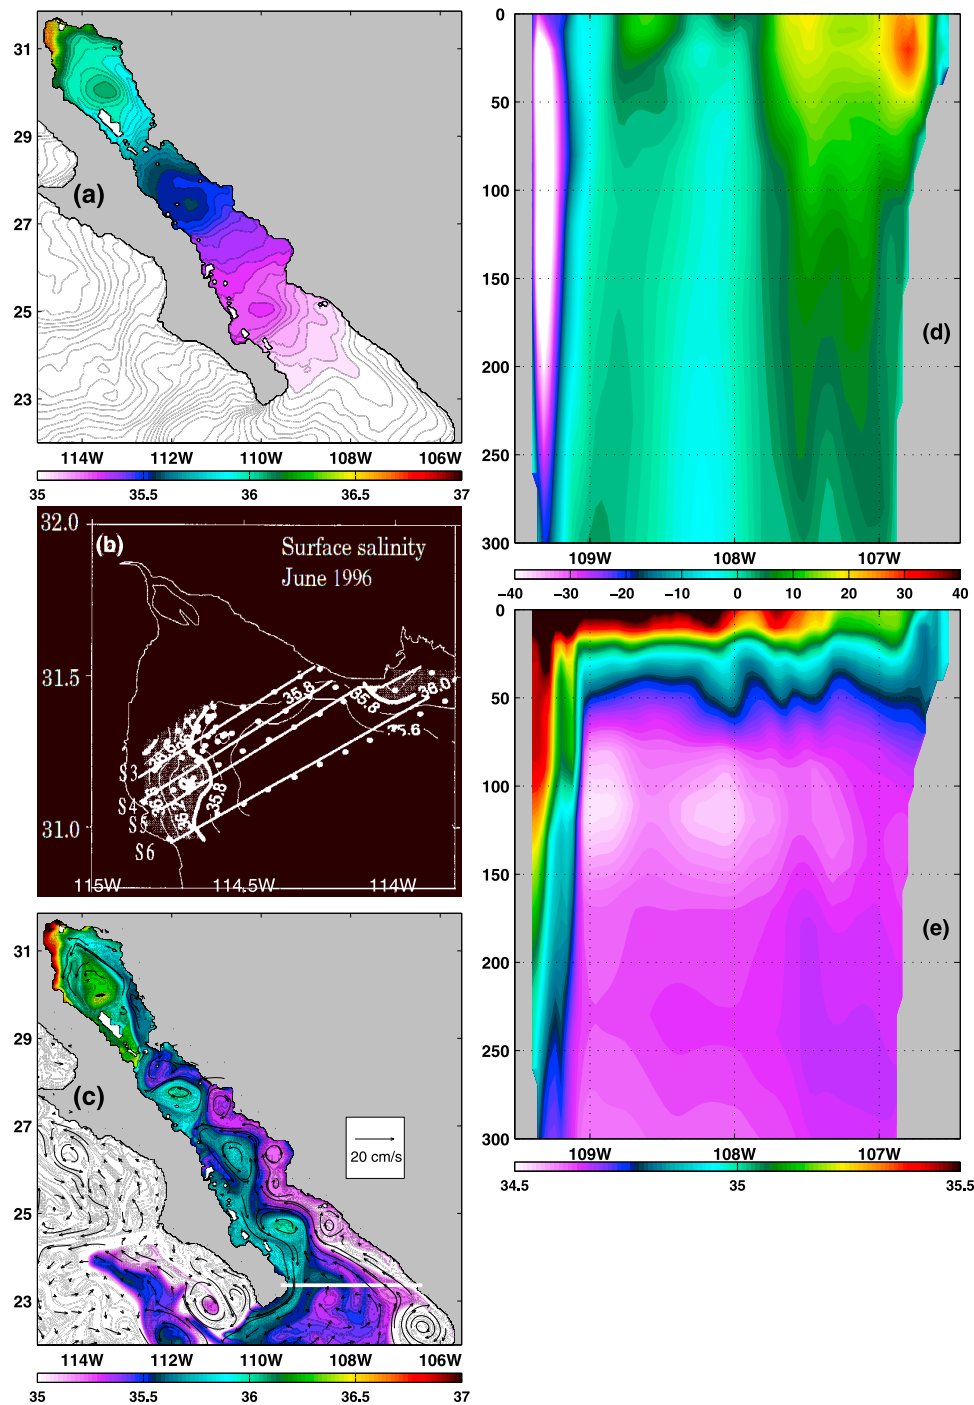 31
29
27
25
23
(a)
114W 112W 110W 108W 106W
35 35.5 36 36.5 37
32.0
31.5
31.0
(b)
Surface salinity
June 1996
35.8
35.8
36.0
35.8
36
S3
S4
S5
S6
115W 114.5W 114W
31
29
27
25
23
(c)
20 cm/s
114W 112W 110W 108W 106W
35 35.5 36 36.5 37
0
50
100
150
200
250
300
(d)
109W 108W 107W
−40 −30 −20 −10 0 10 20 30 40
0
50
100
150
200
250
300
(e)
109W 108W 107W
34.5 35 35.5